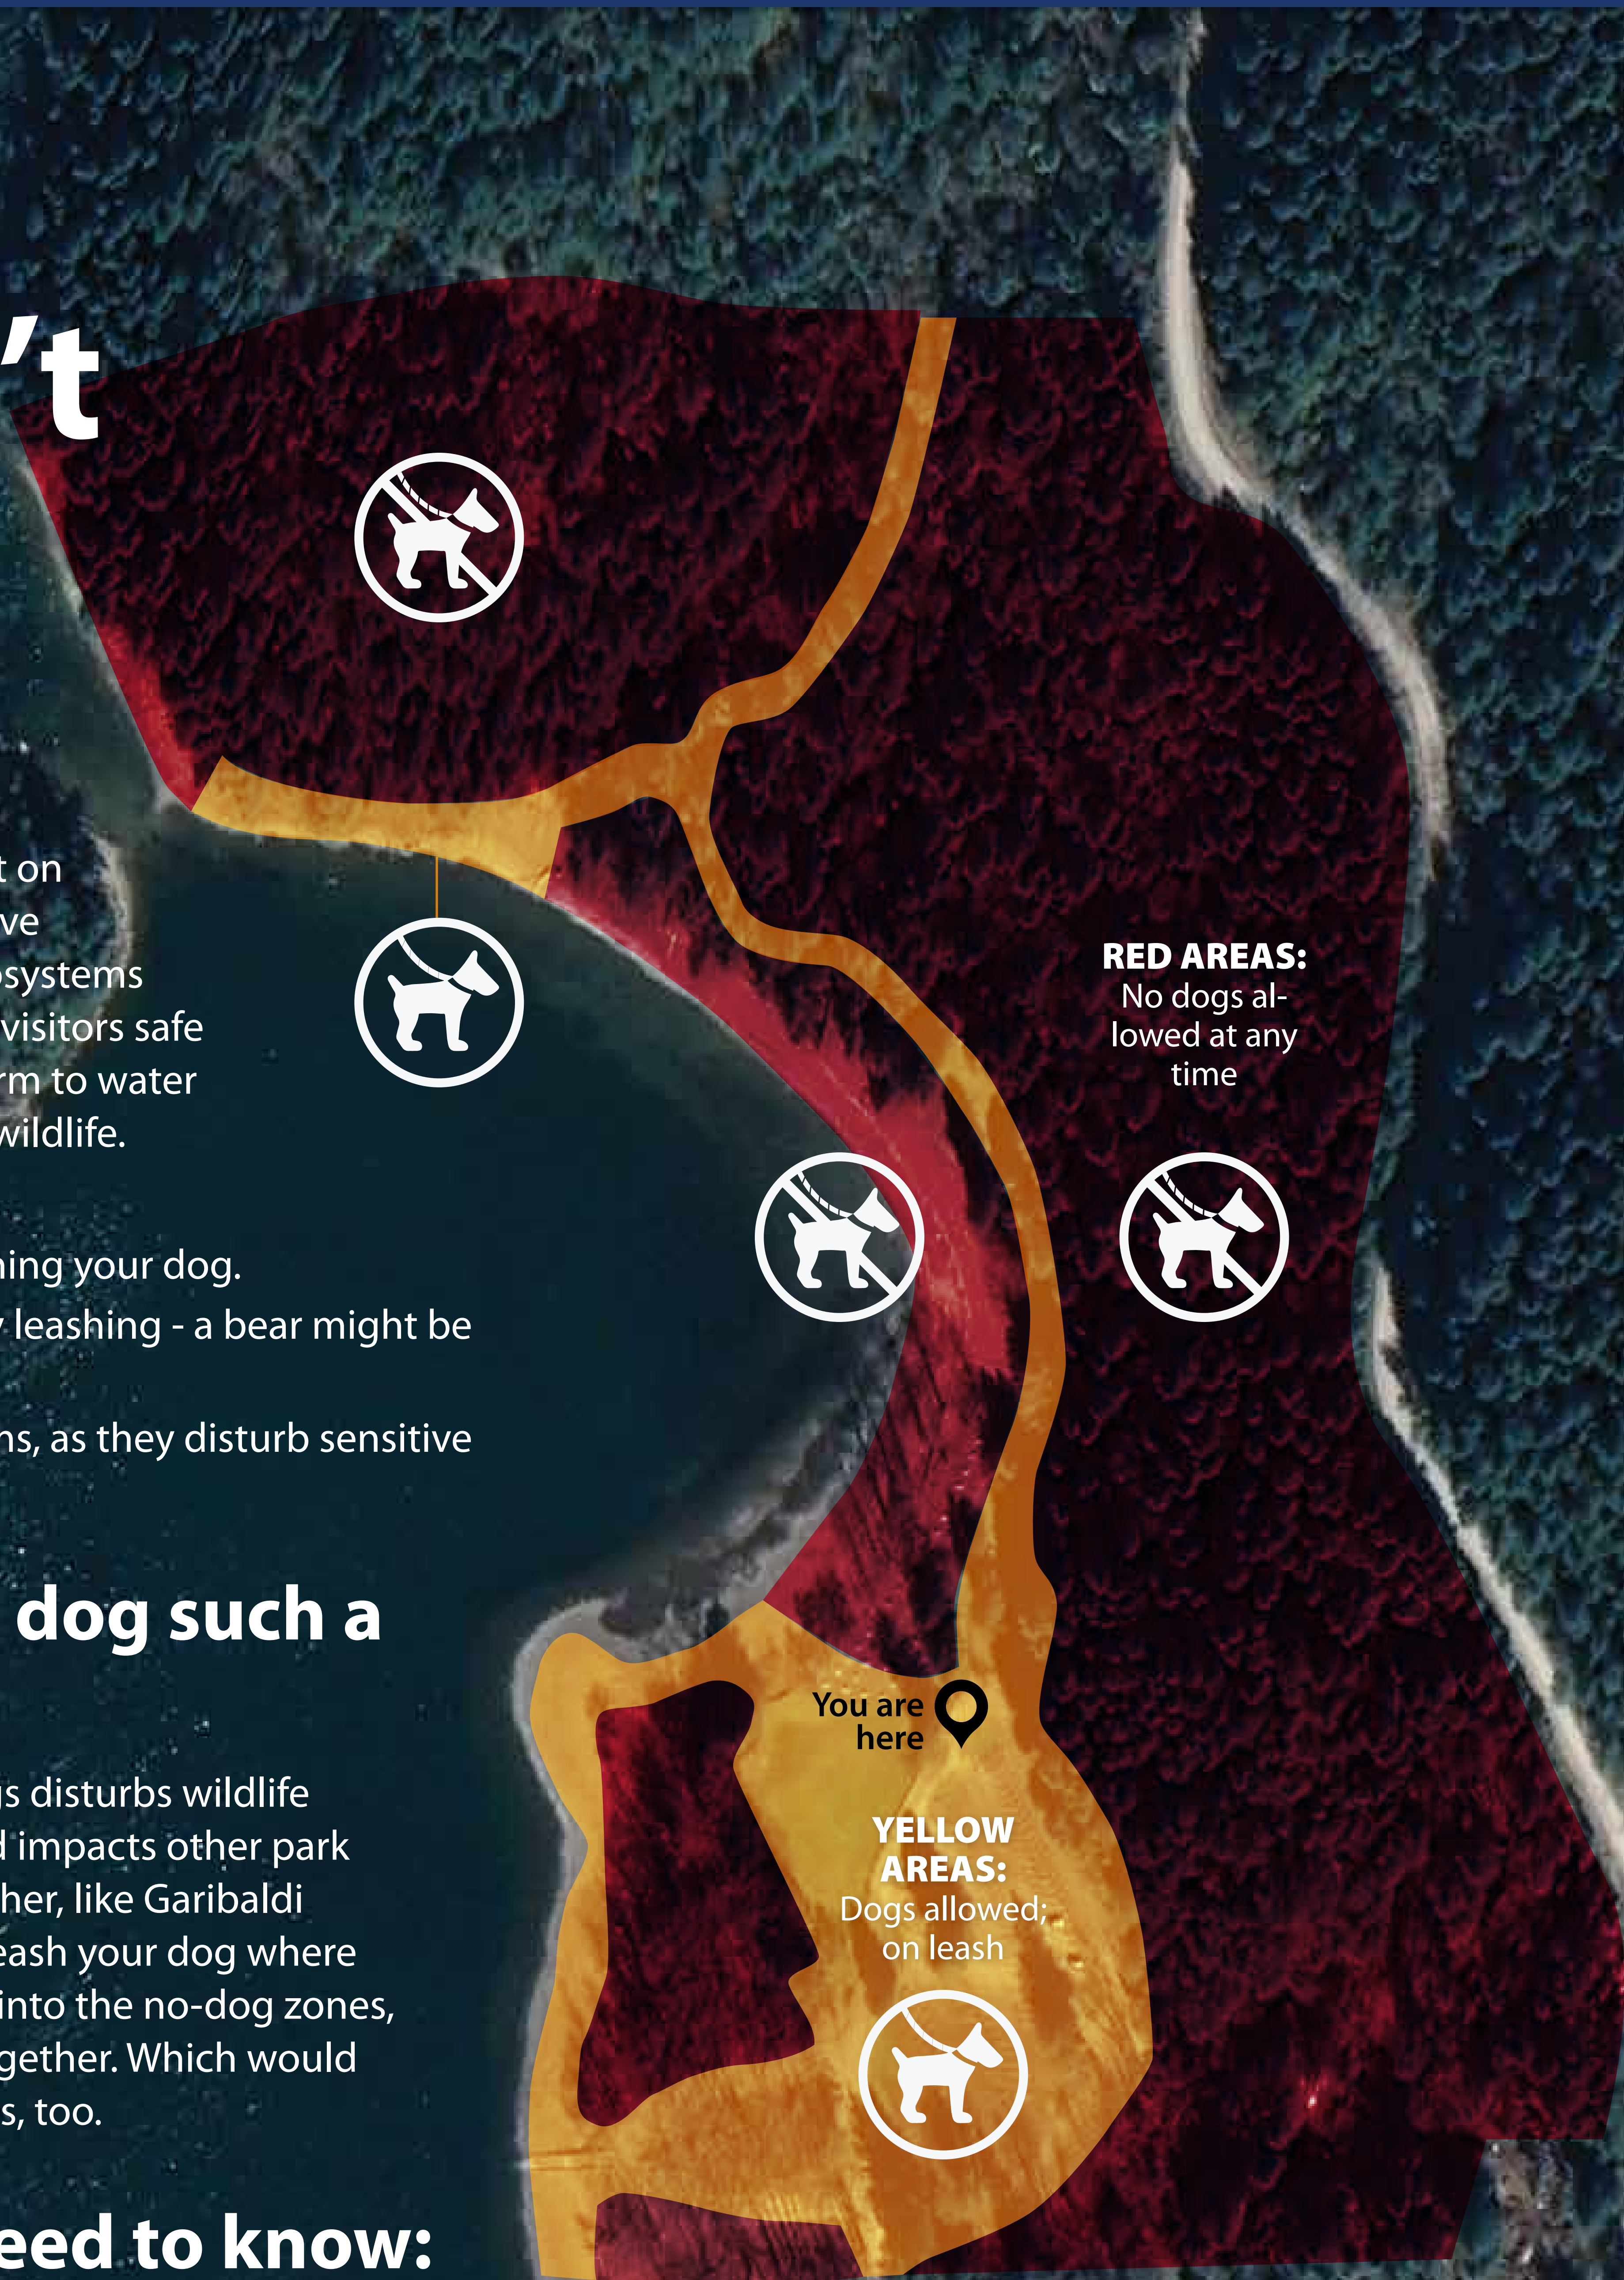 ’t
t on
ve
osystems
visitors safe
rm to water
wildlife.
ning your dog.
y leashing - a bear might be
ns, as they disturb sensitive
dog such a
gs disturbs wildlife
d impacts other park
her, like Garibaldi
eash your dog where
into the no-dog zones,
ogether. Which would
s, too.
eed to know:
RED AREAS:
No dogs al-
lowed at any
time
You are
here
YELLOW
AREAS:
Dogs allowed;
on leash